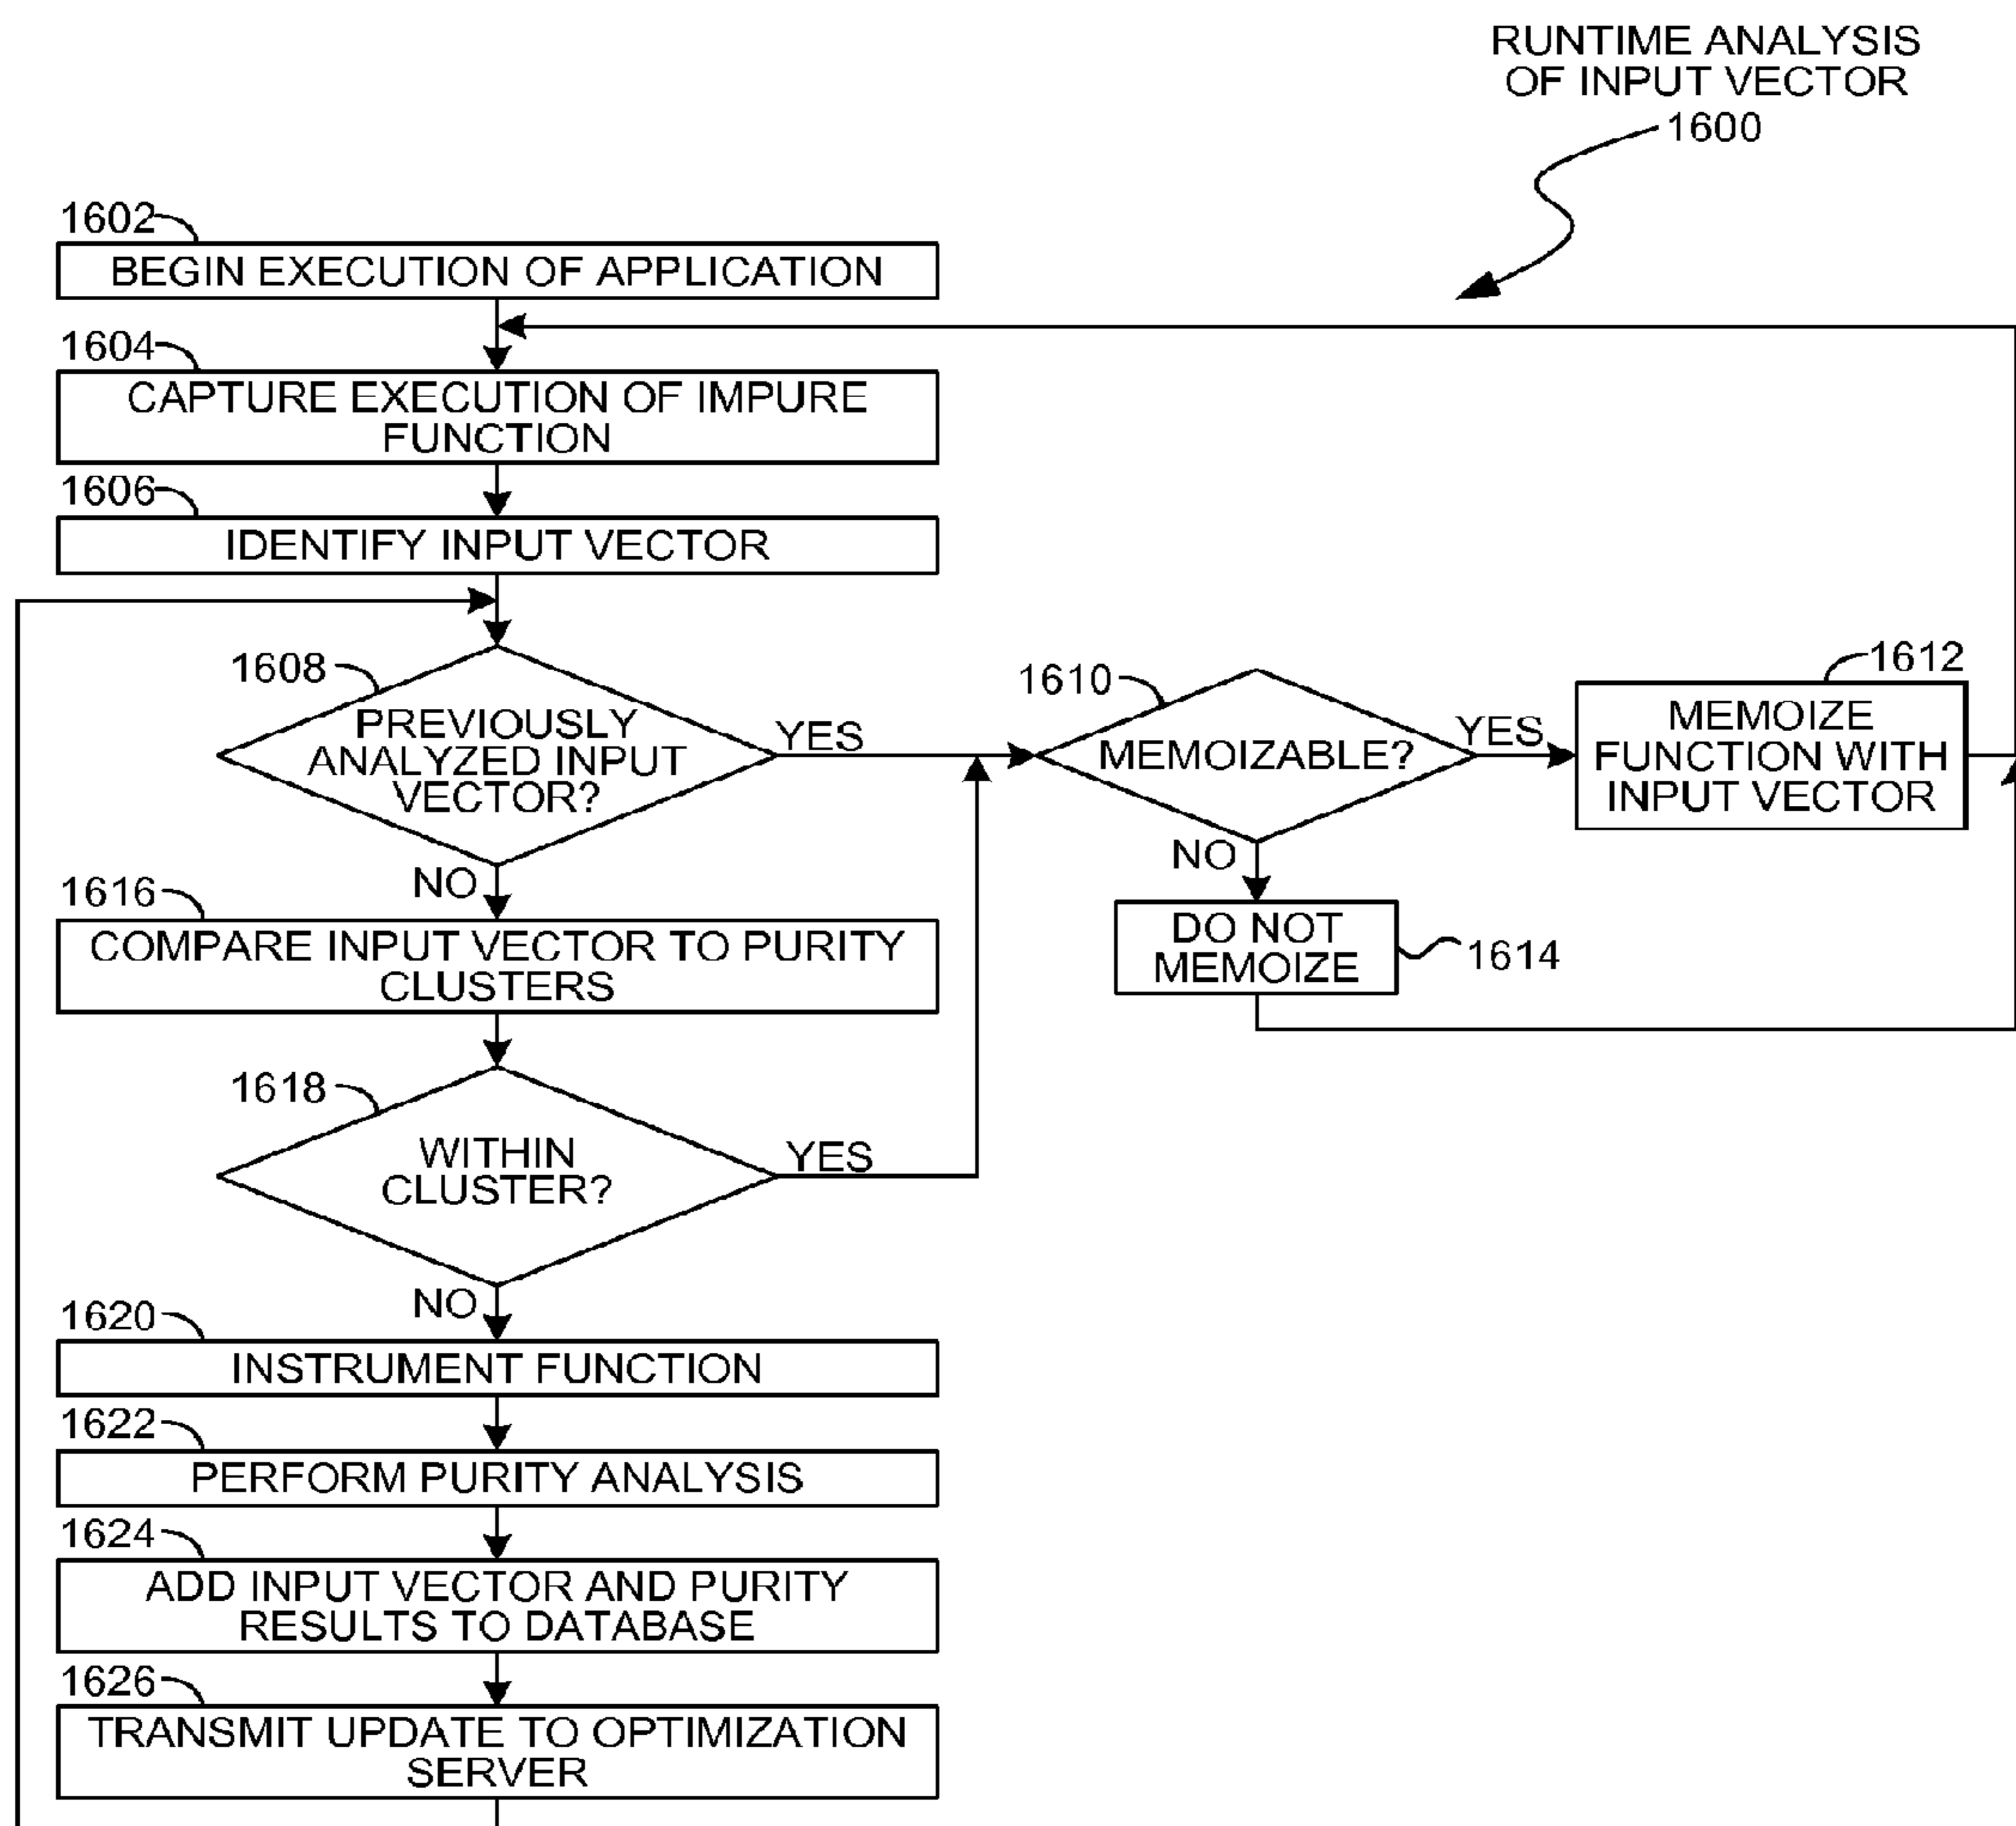 RUNTIME ANALYSIS
OF INPUT VECTOR
1600
1602
BEGIN EXECUTION OF APPLICATION
1604
CAPTURE EXECUTION OF IMPURE
FUNCTION
1606
IDENTIFY INPUT VECTOR
1608
PREVIOUSLY
ANALYZED INPUT
VECTOR?
YES
NO
1610
MEMOIZABLE?
YES
NO
1612
MEMOIZE
FUNCTION WITH
INPUT VECTOR
DO NOT
MEMOIZE
1614
1616
COMPARE INPUT VECTOR TO PURITY
CLUSTERS
1618
WITHIN
CLUSTER?
YES
NO
1620
INSTRUMENT FUNCTION
1622
PERFORM PURITY ANALYSIS
1624
ADD INPUT VECTOR AND PURITY
RESULTS TO DATABASE
1626
TRANSMIT UPDATE TO OPTIMIZATION
SERVER